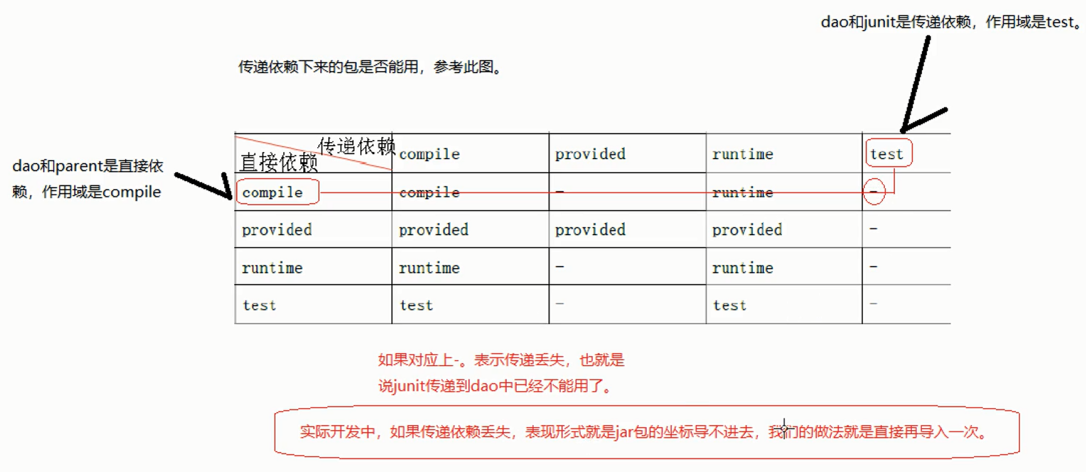 dao和junit是传递依赖，作用域是test。
传递依赖下来的包是否能用，参考此图。
dao和parent是直接依
赖，作用域是compile
传递依赖
直接依赖
compile provided runtime test
compile compile - runtime -
provided provided provided provided -
runtime runtime - runtime -
test test - test -
如果对应上-。表示传递丢失，也就是
说junit传递到dao中已经不能用了。
实际开发中，如果传递依赖丢失，表现形式就是jar包的坐标导不进去，我们的做法就是直接再导入一次。